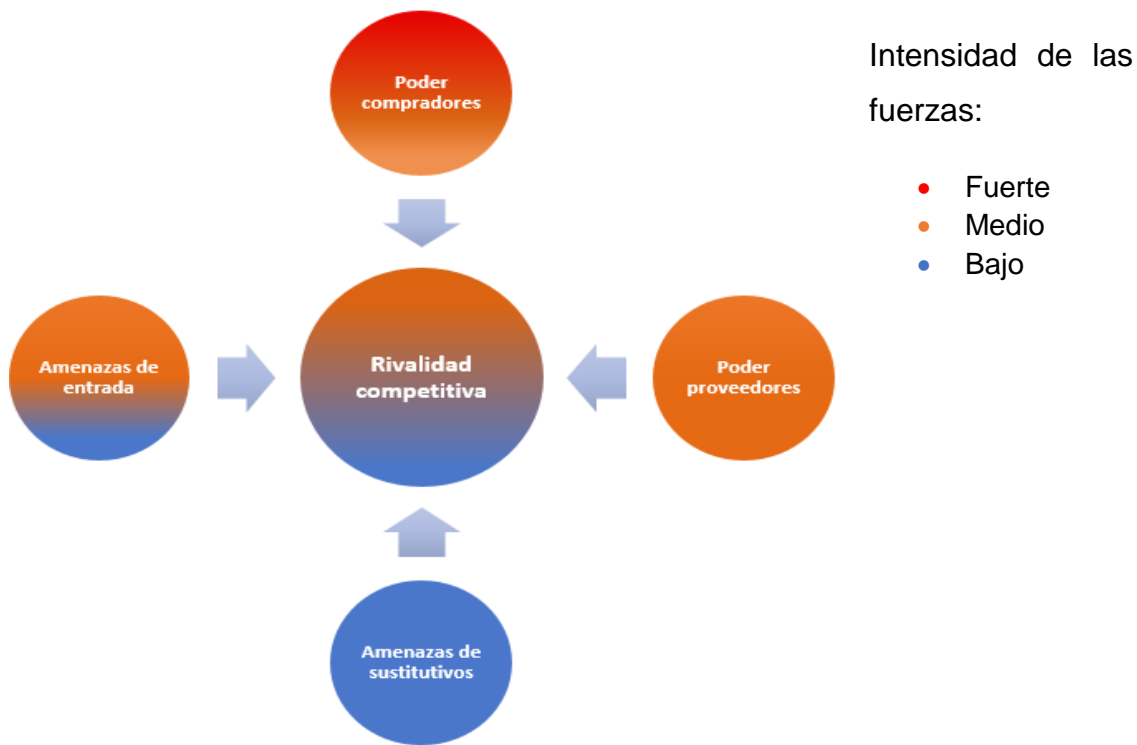 Poder
compradores
Intensidad de las
fuerzas:
Fuerte
Medio
Bajo
Amenazas de
entrada
Rivalidad
competitiva
Poder
proveedores
Amenazas de
sustitutivos